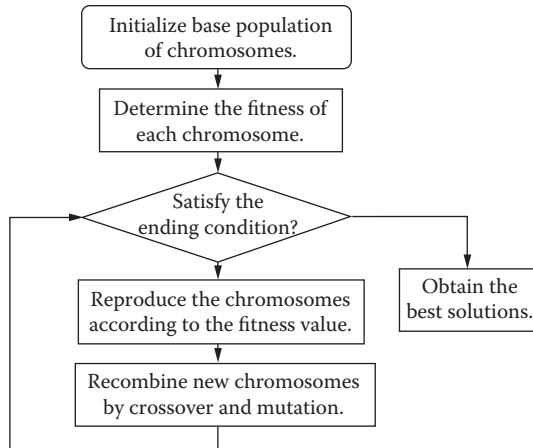 Initialize base population
of chromosomes.
Determine the fitness of
each chromosome.
Satisfy the
ending condition?
Reproduce the chromosomes
according to the fitness value.
Obtain the
best solutions.
Recombine new chromosomes
by crossover and mutation.